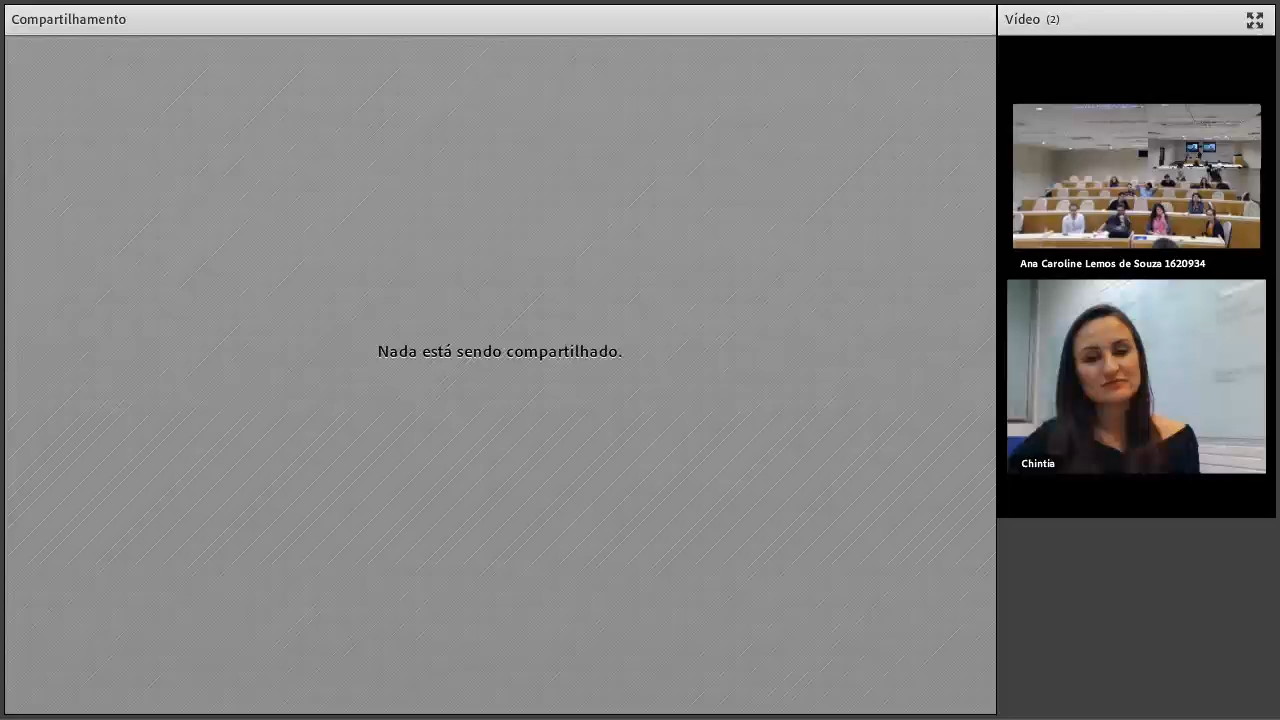 Compartilhamento
Nada está sendo compartilhado.
Vídeo (2)
Ana Caroline Lemos de Souza 1620934
Chintia